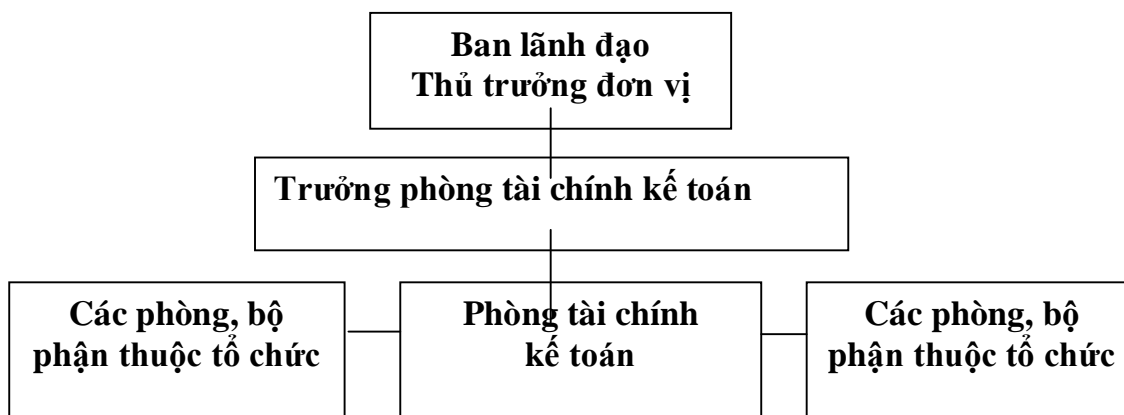 Ban lãnh đạo
Thủ trưởng đơn vị
Trưởng phòng tài chính kế toán
Các phòng, bộ
phận thuộc tổ chức
Phòng tài chính
kế toán
Các phòng, bộ
phận thuộc tổ chức